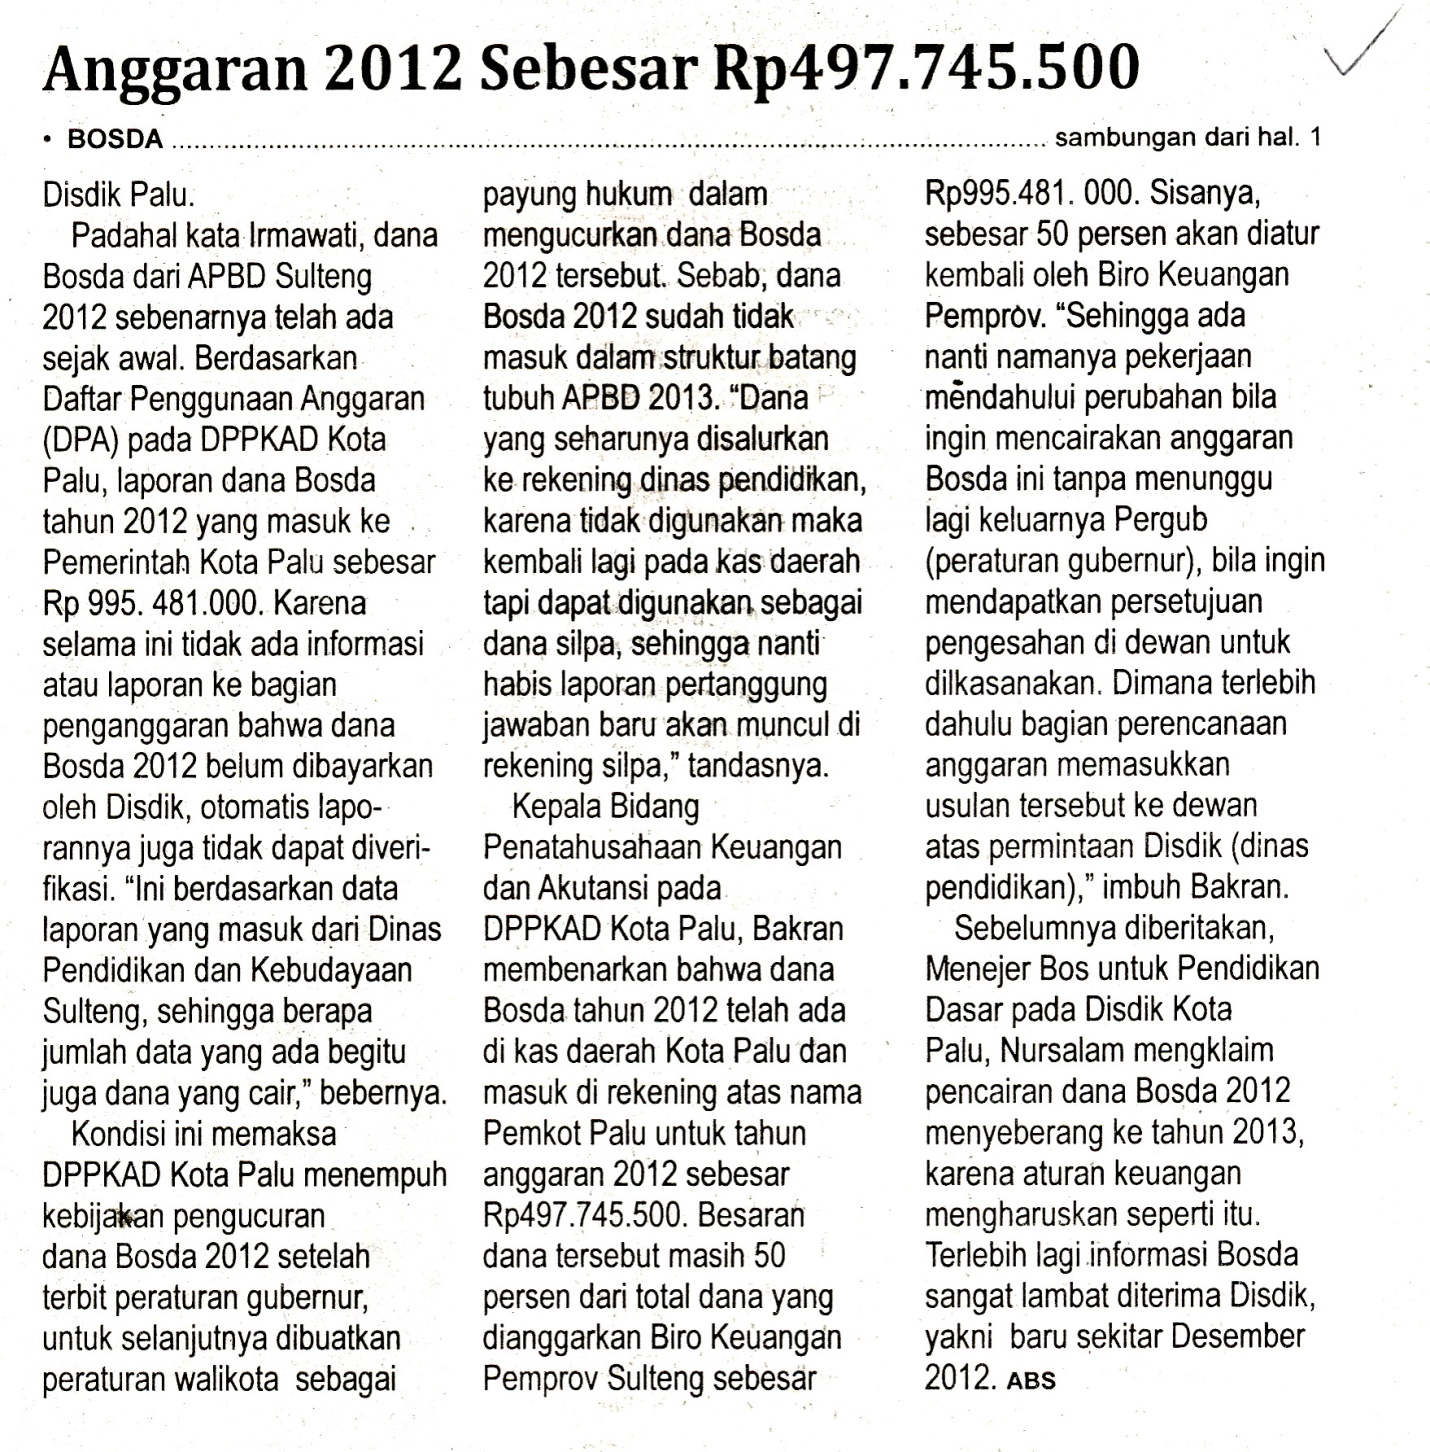 Anggaran 2012 Sebesar Rp497.745.500
• BOSDA ........................................ sambungan dari hal. 1
Disdik Palu.
Padahal kata Irmawati, dana
Bosda dari APBD Sulteng
2012 sebenarnya telah ada
sejak awal. Berdasarkan
Daftar Penggunaan Anggaran
(DPA) pada DPPKAD Kota
Palu, laporan dana Bosda
tahun 2012 yang masuk ke
Pemerintah Kota Palu sebesar
Rp 995. 481.000. Karena
selama ini tidak ada informasi
atau laporan ke bagian
penganggaran bahwa dana
Bosda 2012 belum dibayarkan
oleh Disdik, otomatis lapo-
rannya juga tidak dapat diveri-
fikasi. “Ini berdasarkan data
laporan yang masuk dari Dinas
Pendidikan dan Kebudayaan
Sulteng, sehingga berapa
jumlah data yang ada begitu
juga dana yang cair,” bebernya.
Kondisi ini memaksa
DPPKAD Kota Palu menempuh
kebijakan pengucuran
dana Bosda 2012 setelah
terbit peraturan gubernur,
untuk selanjutnya dibuatkan
peraturan walikota sebagai
payung hukum dalam
mengucurkan dana Bosda
2012 tersebut. Sebab, dana
Bosda 2012 sudah tidak
masuk dalam struktur batang
tubuh APBD 2013. “Dana
yang seharunya disalurkan
ke rekening dinas pendidikan,
karena tidak digunakan maka
kembali lagi pada kas daerah
tapi dapat digunakan sebagai
dana silpa, sehingga nanti
habis laporan pertanggung
jawaban baru akan muncul di
rekening silpa,” tandasnya.
Kepala Bidang
Penatahusahaan Keuangan
dan Akutansi pada
DPPKAD Kota Palu, Bakran
membenarkan bahwa dana
Bosda tahun 2012 telah ada
di kas daerah Kota Palu dan
masuk di rekening atas nama
Pemkot Palu untuk tahun
anggaran 2012 sebesar
Rp497.745.500. Besaran
dana tersebut masih 50
persen dari total dana yang
dianggarkan Biro Keuangan
Pemprov Sulteng sebesar
Rp995.481. 000. Sisanya,
sebesar 50 persen akan diatur
kembali oleh Biro Keuangan
Pemprov. “Sehingga ada
nanti namanya pekerjaan
mendahului perubahan bila
ingin mencairakan anggaran
Bosda ini tanpa menunggu
lagi keluarnya Pergub
(peraturan gubernur), bila ingin
mendapatkan persetujuan
pengesahan di dewan untuk
dilkasanakan. Dimana terlebih
dahulu bagian perencanaan
anggaran memasukkan
usulan tersebut ke dewan
atas permintaan Disdik (dinas
pendidikan),” imbuh Bakran.
Sebelumnya diberitakan,
Menejer Bos untuk Pendidikan
Dasar pada Disdik Kota
Palu, Nursalam mengklaim
pencairan dana Bosda 2012
menyeberang ke tahun 2013,
karena aturan keuangan
mengharuskan seperti itu.
Terlebih lagi informasi Bosda
sangat lambat diterima Disdik,
yakni baru sekitar Desember
2012. ABS